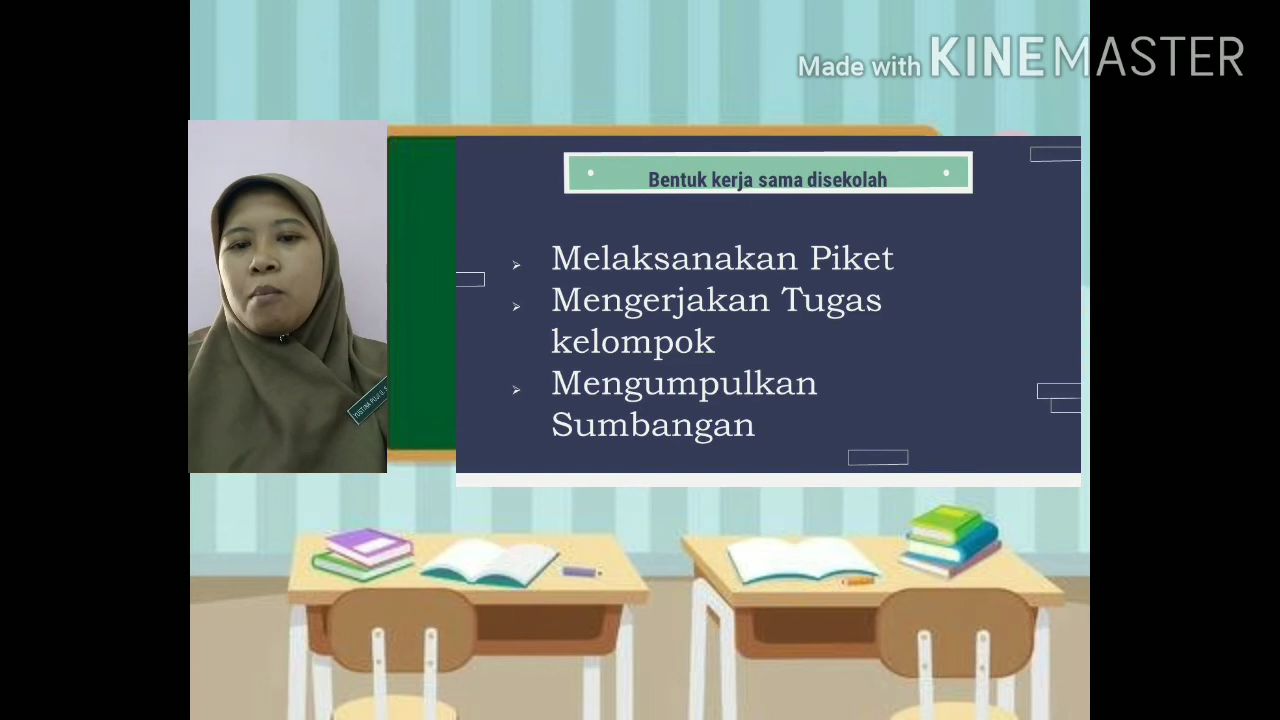 Made with KINEMASTER
Bentuk kerja sama disekolah
Melaksanakan Piket
Mengerjakan Tugas
kelompok
Mengumpulkan
Sumbangan